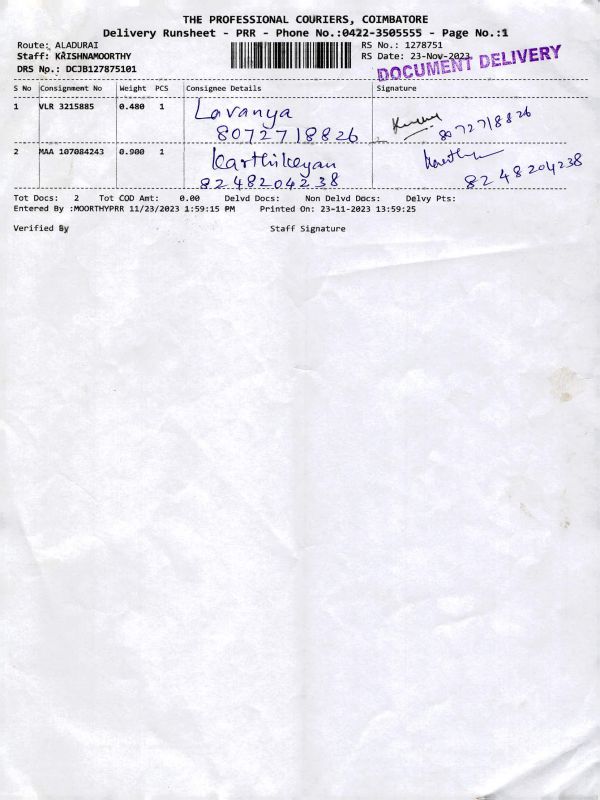 THE PROFESSIONAL COURIERS, COIMBATORE
Delivery Runsheet - PRR - Phone No.:0422-3505555 - Page No.:1
Route: ALADURAI RS No.: 1278751
Staff: KRISHNAMOORTHY RS Date: 23-Nov-2023
DRS No.: DCJB127875101 DOCUMENT DELIVERY
S No Consignment No Weight PCS Consignee Details Signature
1 VLR 3215885 0.480 1 Lavanya
8072718826 8072718826
2 MAA 107084243 0.900 1 Karthikeyan
8248204238 8248204238
Tot Docs: 2 Tot COD Amt: 0.00 Delvd Docs: Non Delvd Docs: Delvy Pts:
Entered By :MOORTHYPRR 11/23/2023 1:59:15 PM Printed On: 23-11-2023 13:59:25
Verified By Staff Signature